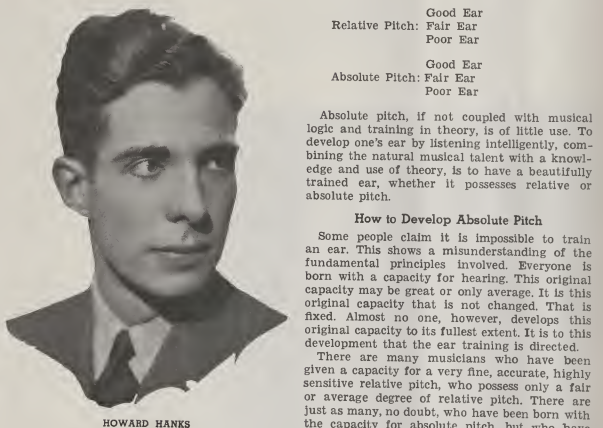 Good Ear
Relative Pitch: Fair Ear
Poor Ear
Good Ear
Absolute Pitch: Fair Ear
Poor Ear
Absolute pitch, if not coupled with musical
logic and training in theory, is of little use. To
develop one's ear by listening intelligently, com-
bining the natural musical talent with a knowl-
edge and use of theory, is to have a beautifully
trained ear, whether it possesses relative or
absolute pitch.
How to Develop Absolute Pitch
Some people claim it is impossible to train
an ear. This shows a misunderstanding of the
fundamental principles involved. Everyone is
born with a capacity for hearing. This original
capacity may be great or only average. It is this
original capacity that is not changed. That is
fixed. Almost no one, however, develops this
original capacity to its fullest extent. It is to this
development that the ear training is directed.
There are many musicians who have been
given a capacity for a very fine, accurate, highly
sensitive relative pitch, who possess only a fair
or average degree of relative pitch. There are
just as many, no doubt, who have been born with
the capacity for absolute pitch, but who have
HOWARD HANKS